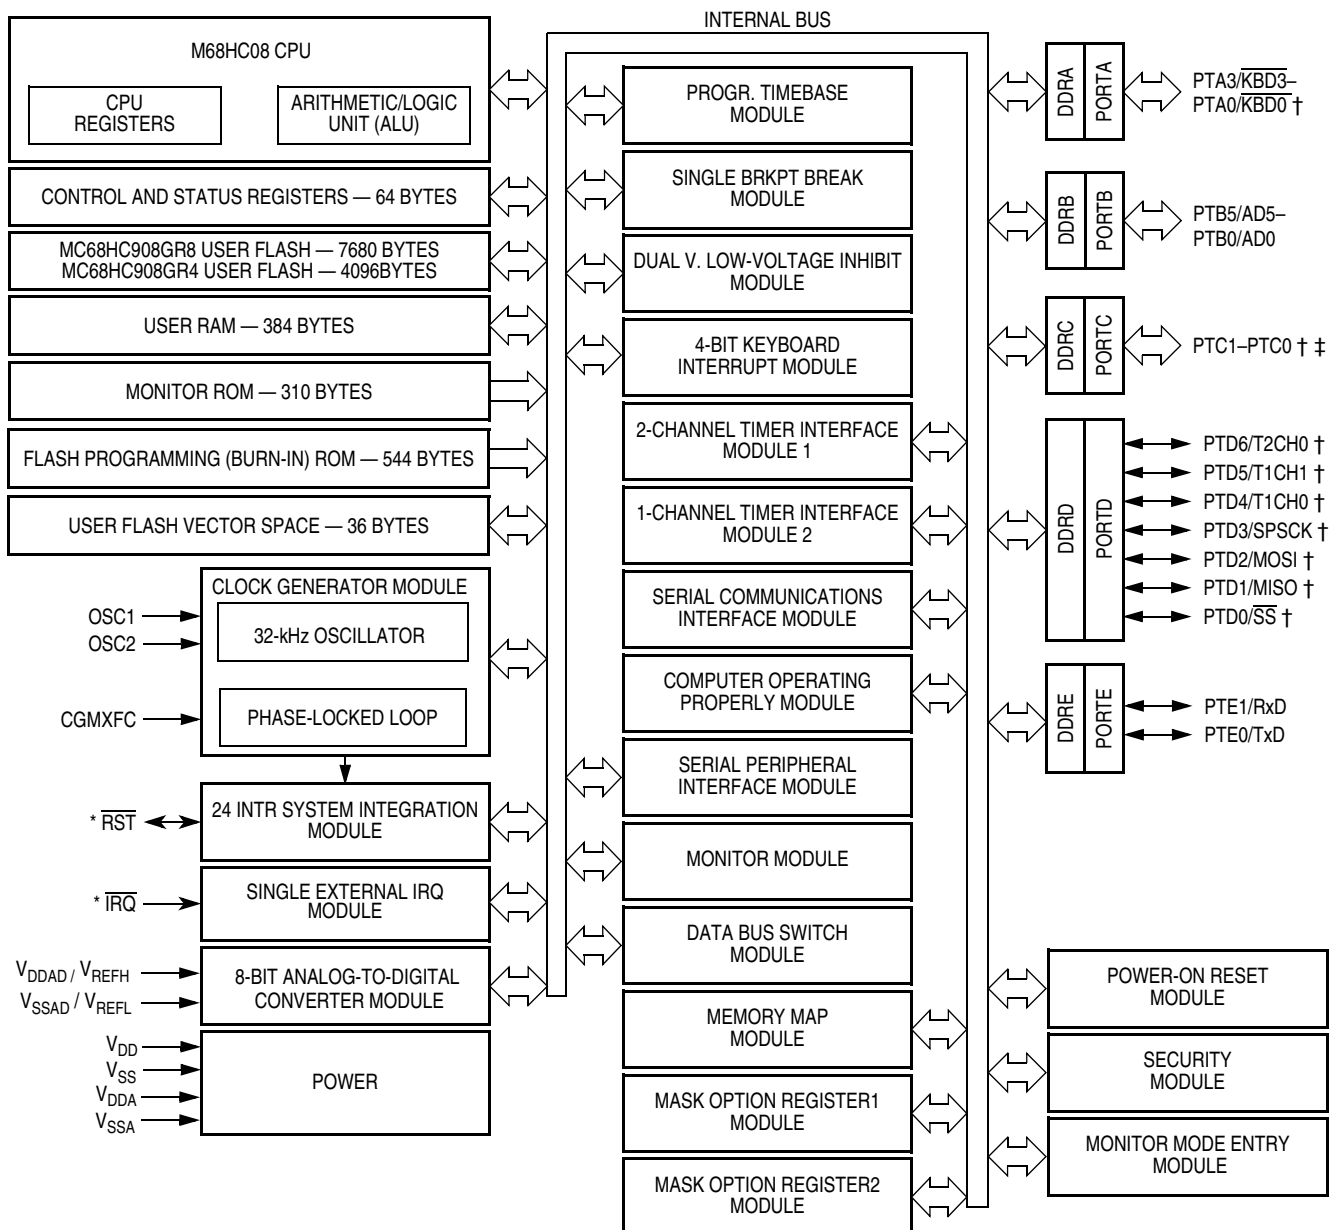 INTERNAL BUS
M68HC08 CPU
CPU
REGISTERS
ARITHMETIC/LOGIC
UNIT (ALU)
CONTROL AND STATUS REGISTERS — 64 BYTES
MC68HC908GR8 USER FLASH — 7680 BYTES
MC68HC908GR4 USER FLASH — 4096BYTES
USER RAM — 384 BYTES
MONITOR ROM — 310 BYTES
FLASH PROGRAMMING (BURN-IN) ROM — 544 BYTES
USER FLASH VECTOR SPACE — 36 BYTES
CLOCK GENERATOR MODULE
OSC1
OSC2
32-kHz OSCILLATOR
CGMXFC
PHASE-LOCKED LOOP
* R̅S̅T̅
24 INTR SYSTEM INTEGRATION
MODULE
* I̅R̅Q̅
SINGLE EXTERNAL IRQ
MODULE
VDDAD / VREFH
VSSAD / VREFL
8-BIT ANALOG-TO-DIGITAL
CONVERTER MODULE
VDD
VSS
VDDA
VSSA
POWER
PROGR. TIMEBASE
MODULE
SINGLE BRKPT BREAK
MODULE
DUAL V. LOW-VOLTAGE INHIBIT
MODULE
4-BIT KEYBOARD
INTERRUPT MODULE
2-CHANNEL TIMER INTERFACE
MODULE 1
1-CHANNEL TIMER INTERFACE
MODULE 2
SERIAL COMMUNICATIONS
INTERFACE MODULE
COMPUTER OPERATING
PROPERLY MODULE
SERIAL PERIPHERAL
INTERFACE MODULE
MONITOR MODULE
DATA BUS SWITCH
MODULE
MEMORY MAP
MODULE
MASK OPTION REGISTER1
MODULE
MASK OPTION REGISTER2
MODULE
DDRA
PORTA
PTA3/K̅B̅D̅3̅–
PTA0/K̅B̅D̅0̅ †
DDRB
PORTB
PTB5/AD5–
PTB0/AD0
DDRC
PORTC
PTC1–PTC0 † ‡
DDRD
PORTD
PTD6/T2CH0 †
PTD5/T1CH1 †
PTD4/T1CH0 †
PTD3/SPSCK †
PTD2/MOSI †
PTD1/MISO †
PTD0/S̅S̅ †
DDRE
PORTE
PTE1/RxD
PTE0/TxD
POWER-ON RESET
MODULE
SECURITY
MODULE
MONITOR MODE ENTRY
MODULE